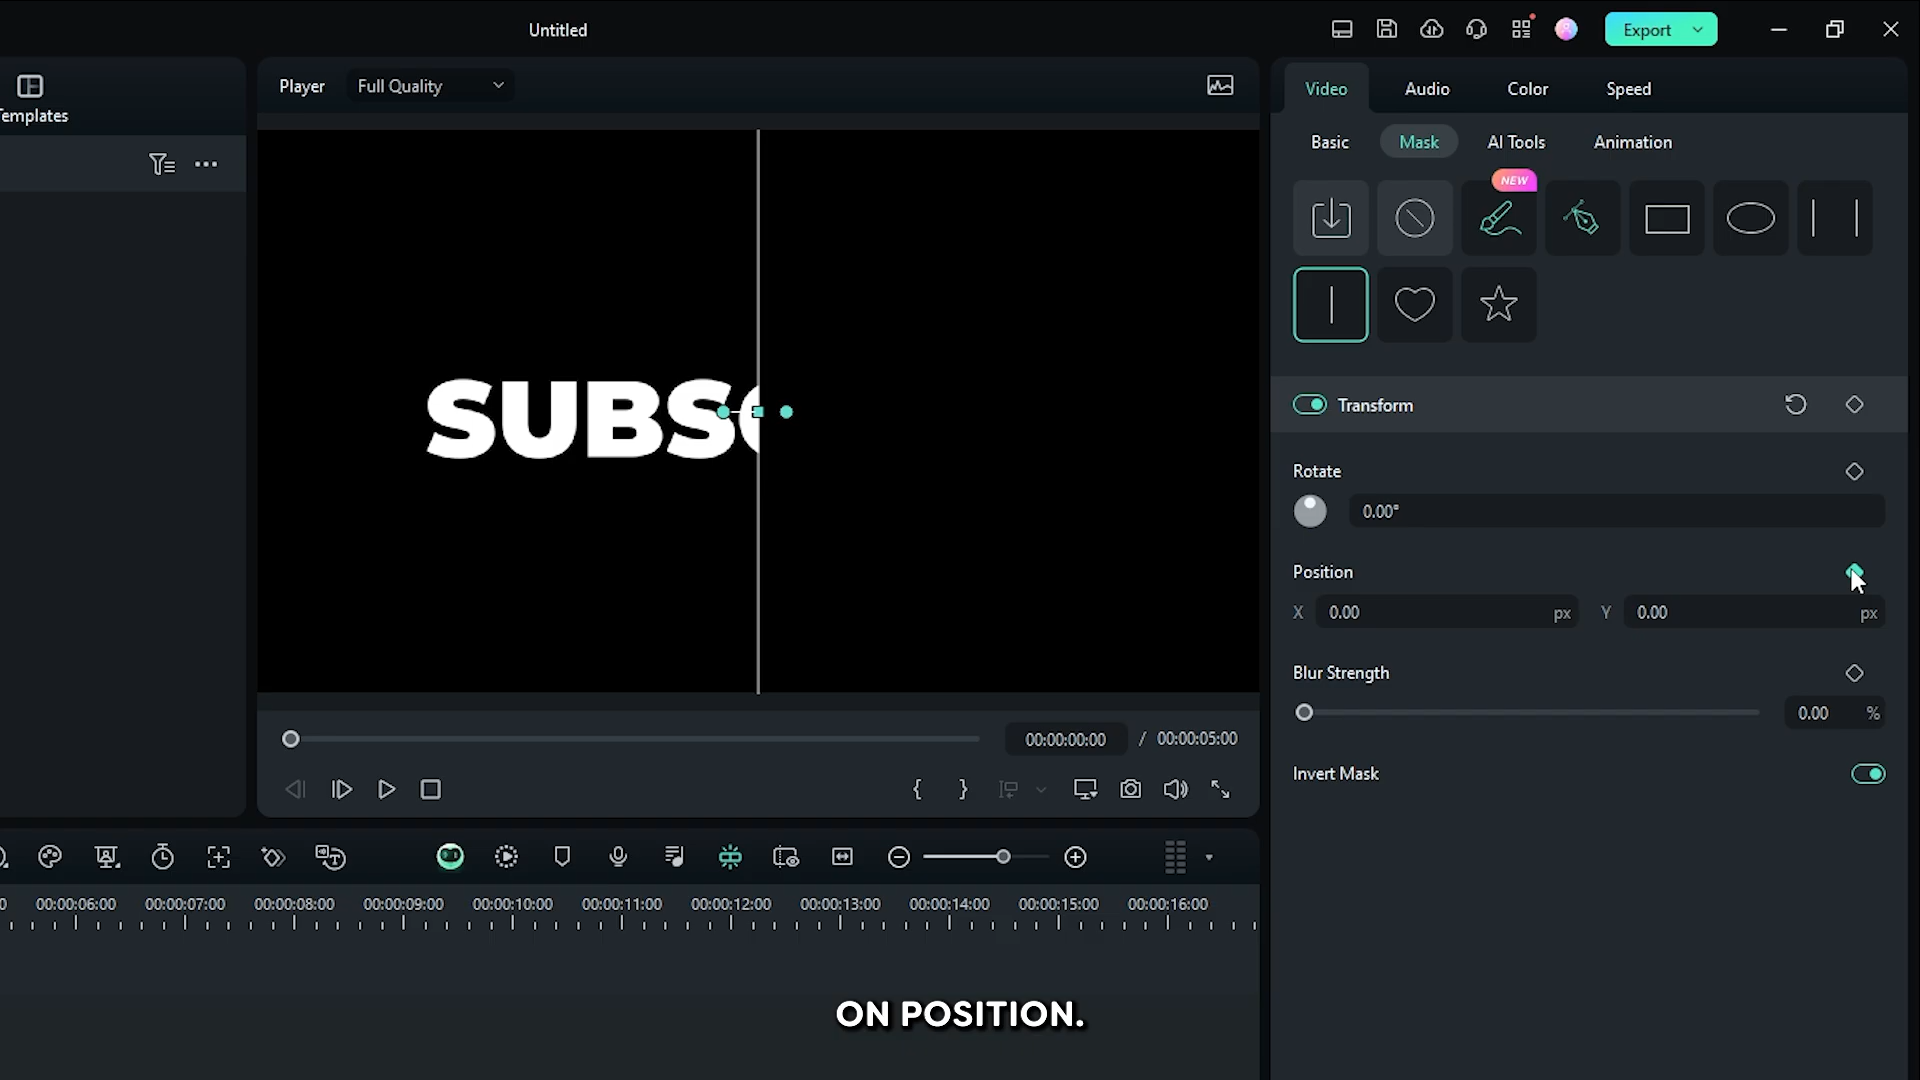 Untitled
Export
Templates
Player
Full Quality
SUBSC
00:00:00:00 / 00:00:05:00
Video
Audio
Color
Speed
Basic
Mask
AI Tools
Animation
NEW
Transform
Rotate
0.00°
Position
X 0.00 px Y 0.00 px
Blur Strength
0.00 %
Invert Mask
0 00:00:06:00 00:00:07:00 00:00:08:00 00:00:09:00 00:00:10:00 00:00:11:00 00:00:12:00 00:00:13:00 00:00:14:00 00:00:15:00 00:00:16:00
ON POSITION.